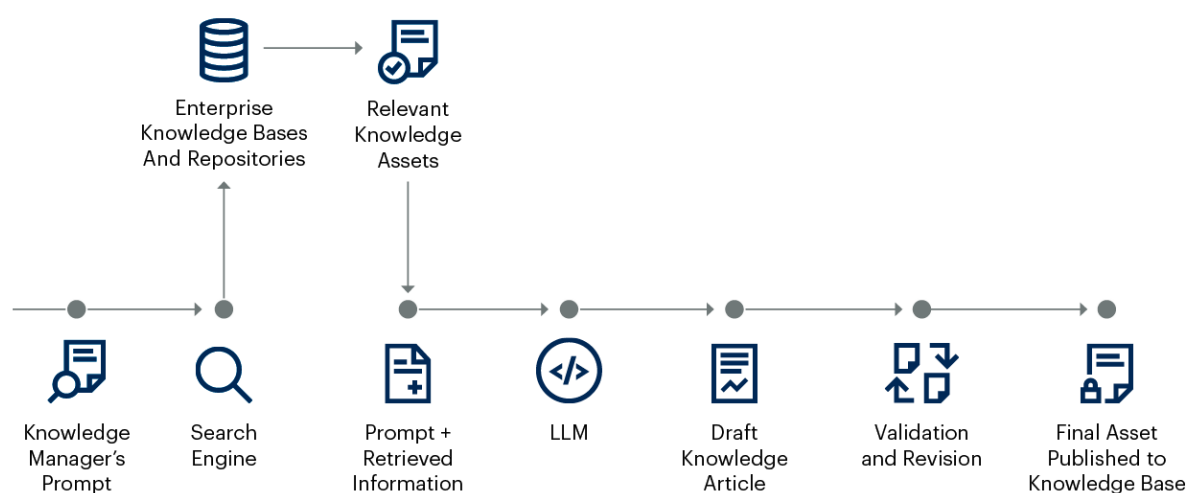 Enterprise
Knowledge Bases
And Repositories
Relevant
Knowledge
Assets
Knowledge
Manager’s
Prompt
Search
Engine
Prompt +
Retrieved
Information
LLM
Draft
Knowledge
Article
Validation
and Revision
Final Asset
Published to
Knowledge Base